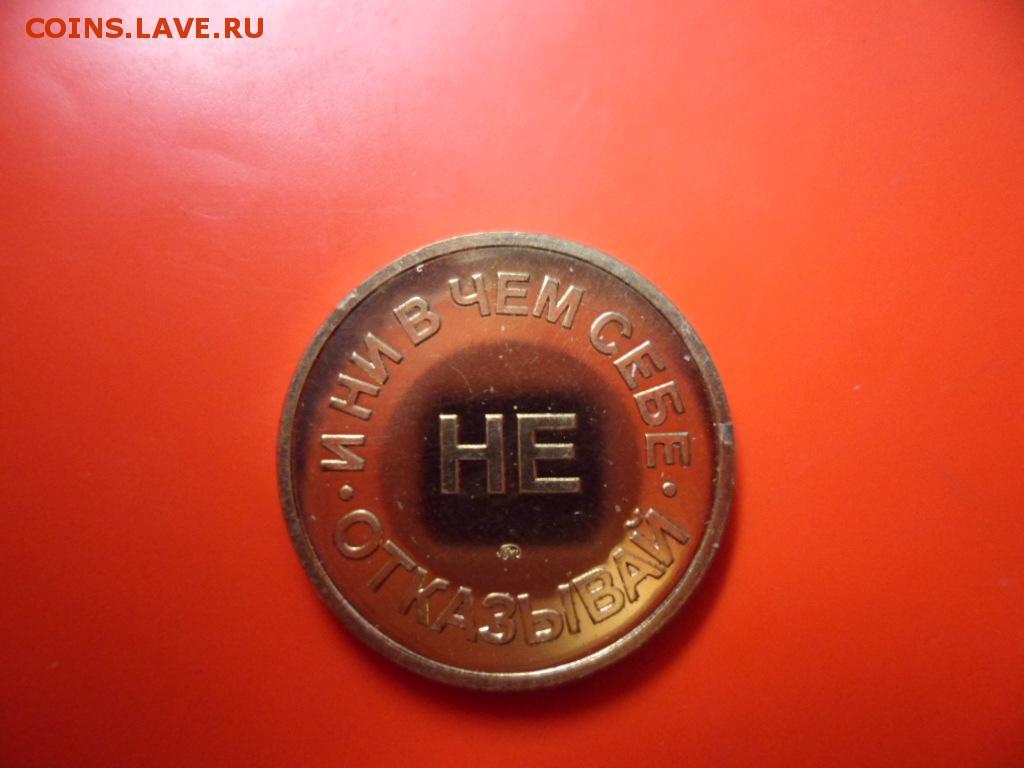 COINS.LAVE.RU
И НИ В ЧЕМ СЕБЕ
НЕ
• ОТКАЗЫВАЙ •